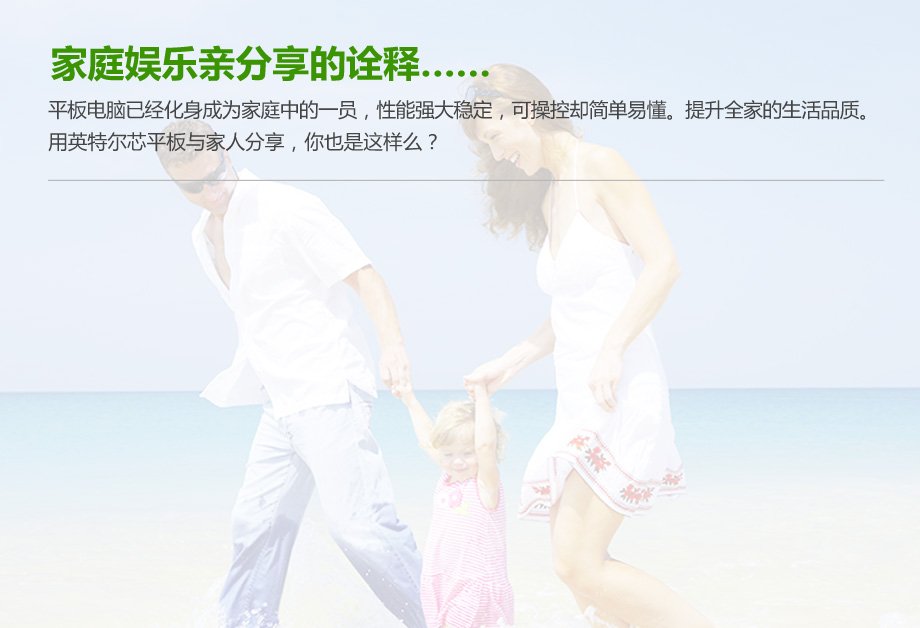 家庭娱乐亲分享的诠释......
平板电脑已经化身成为家庭中的一员，性能强大稳定，可操控却简单易懂。提升全家的生活品质。
用英特尔芯平板与家人分享，你也是这样么？